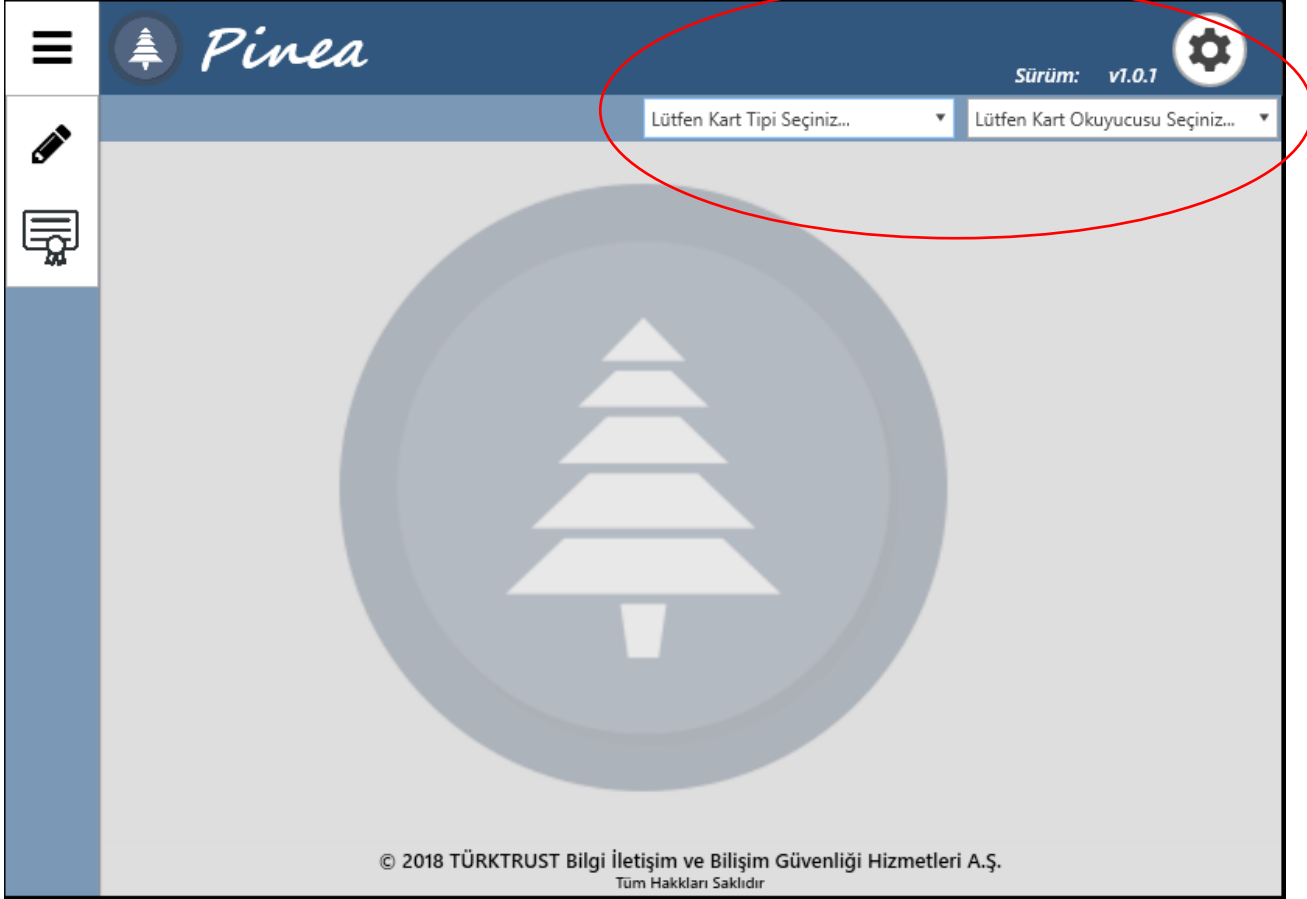 Pinea
Sürüm: v1.0.1
Lütfen Kart Tipi Seçiniz...
Lütfen Kart Okuyucusu Seçiniz...
© 2018 TÜRKTRUST Bilgi İletişim ve Bilişim Güvenliği Hizmetleri A.Ş.
Tüm Hakkları Saklıdır